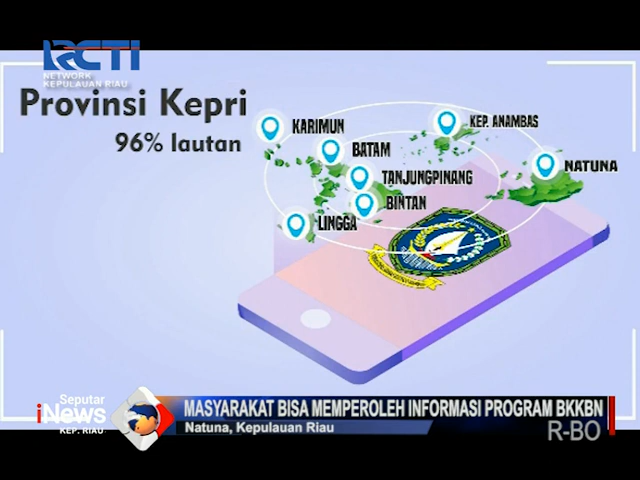 RCTI
NETWORK
KEPULAUAN RIAU
Provinsi Kepri
96% lautan
KARIMUN
KEP. ANAMBAS
BATAM
NATUNA
TANJUNGPINANG
BINTAN
LINGGA
Seputar
iNews
KEP. RIAU
MASYARAKAT BISA MEMPEROLEH INFORMASI PROGRAM BKKBN
Natuna, Kepulauan Riau
R-BO